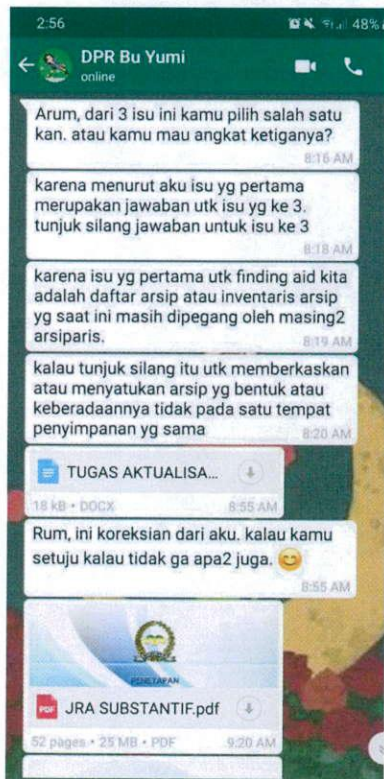 2:56
48%
DPR Bu Yumi
online
Arum, dari 3 isu ini kamu pilih salah satu
kan. atau kamu mau angkat ketiganya?
8:16 AM
karena menurut aku isu yg pertama
merupakan jawaban utk isu yg ke 3.
tunjuk silang jawaban untuk isu ke 3
8:18 AM
karena isu yg pertama utk finding aid kita
adalah daftar arsip atau inventaris arsip
yg saat ini masih dipegang oleh masing2
arsiparis.
8:19 AM
kalau tunjuk silang itu utk memberkaskan
atau menyatukan arsip yg bentuk atau
keberadaannya tidak pada satu tempat
penyimpanan yg sama
8:20 AM
TUGAS AKTUALISA...
18 kB • DOCX
8:55 AM
Rum, ini koreksian dari aku. kalau kamu
setuju kalau tidak ga apa2 juga. 😊
8:55 AM
PENETAPAN
PDF
JRA SUBSTANTIF.pdf
52 pages • 25 MB • PDF
9:20 AM